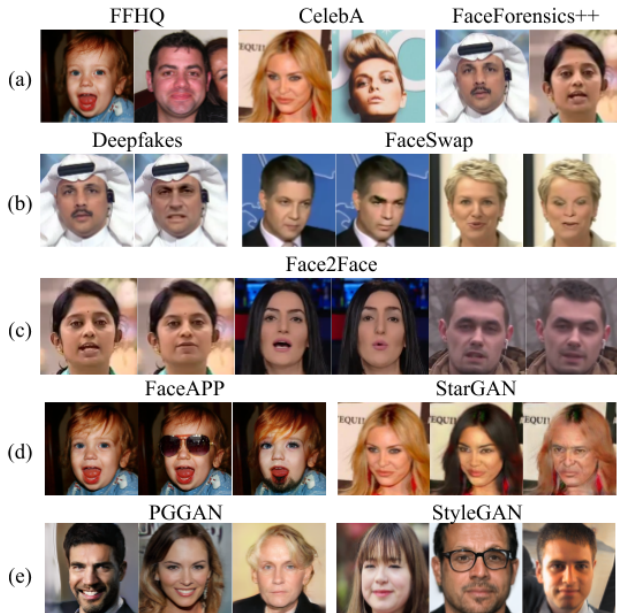 FFHQ CelebA FaceForensics++
(a)
Deepfakes FaceSwap
(b)
Face2Face
(c)
FaceAPP StarGAN
(d)
PGGAN StyleGAN
(e)